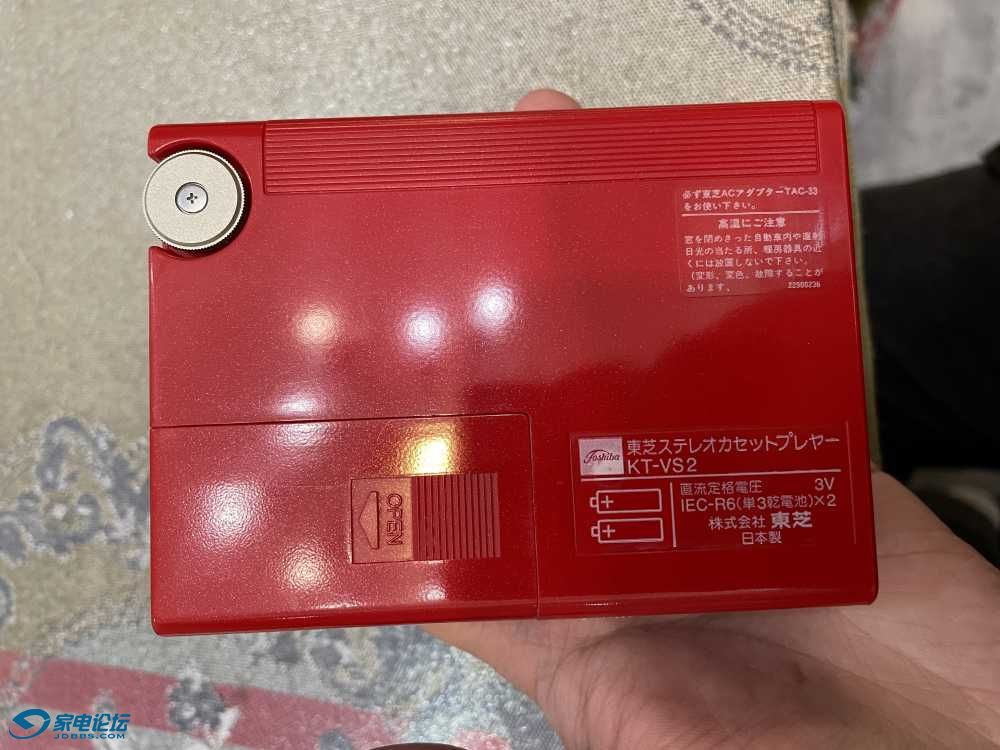 必ず東芝ACアダプターTAC-33
をお使い下さい。
高温にご注意
窓を閉めきった自動車内や直射
日光の当たる所、暖房器具の近
くには放置しないで下さい。
(変形、変色、故障することが
あります。
22500236
OPEN
Toshiba
東芝ステレオカセットプレヤー
KT-VS2
直流定格電圧 3V
IEC-R6(単3乾電池)×2
株式会社 東芝
日本製
家电论坛
JDBBS.COM